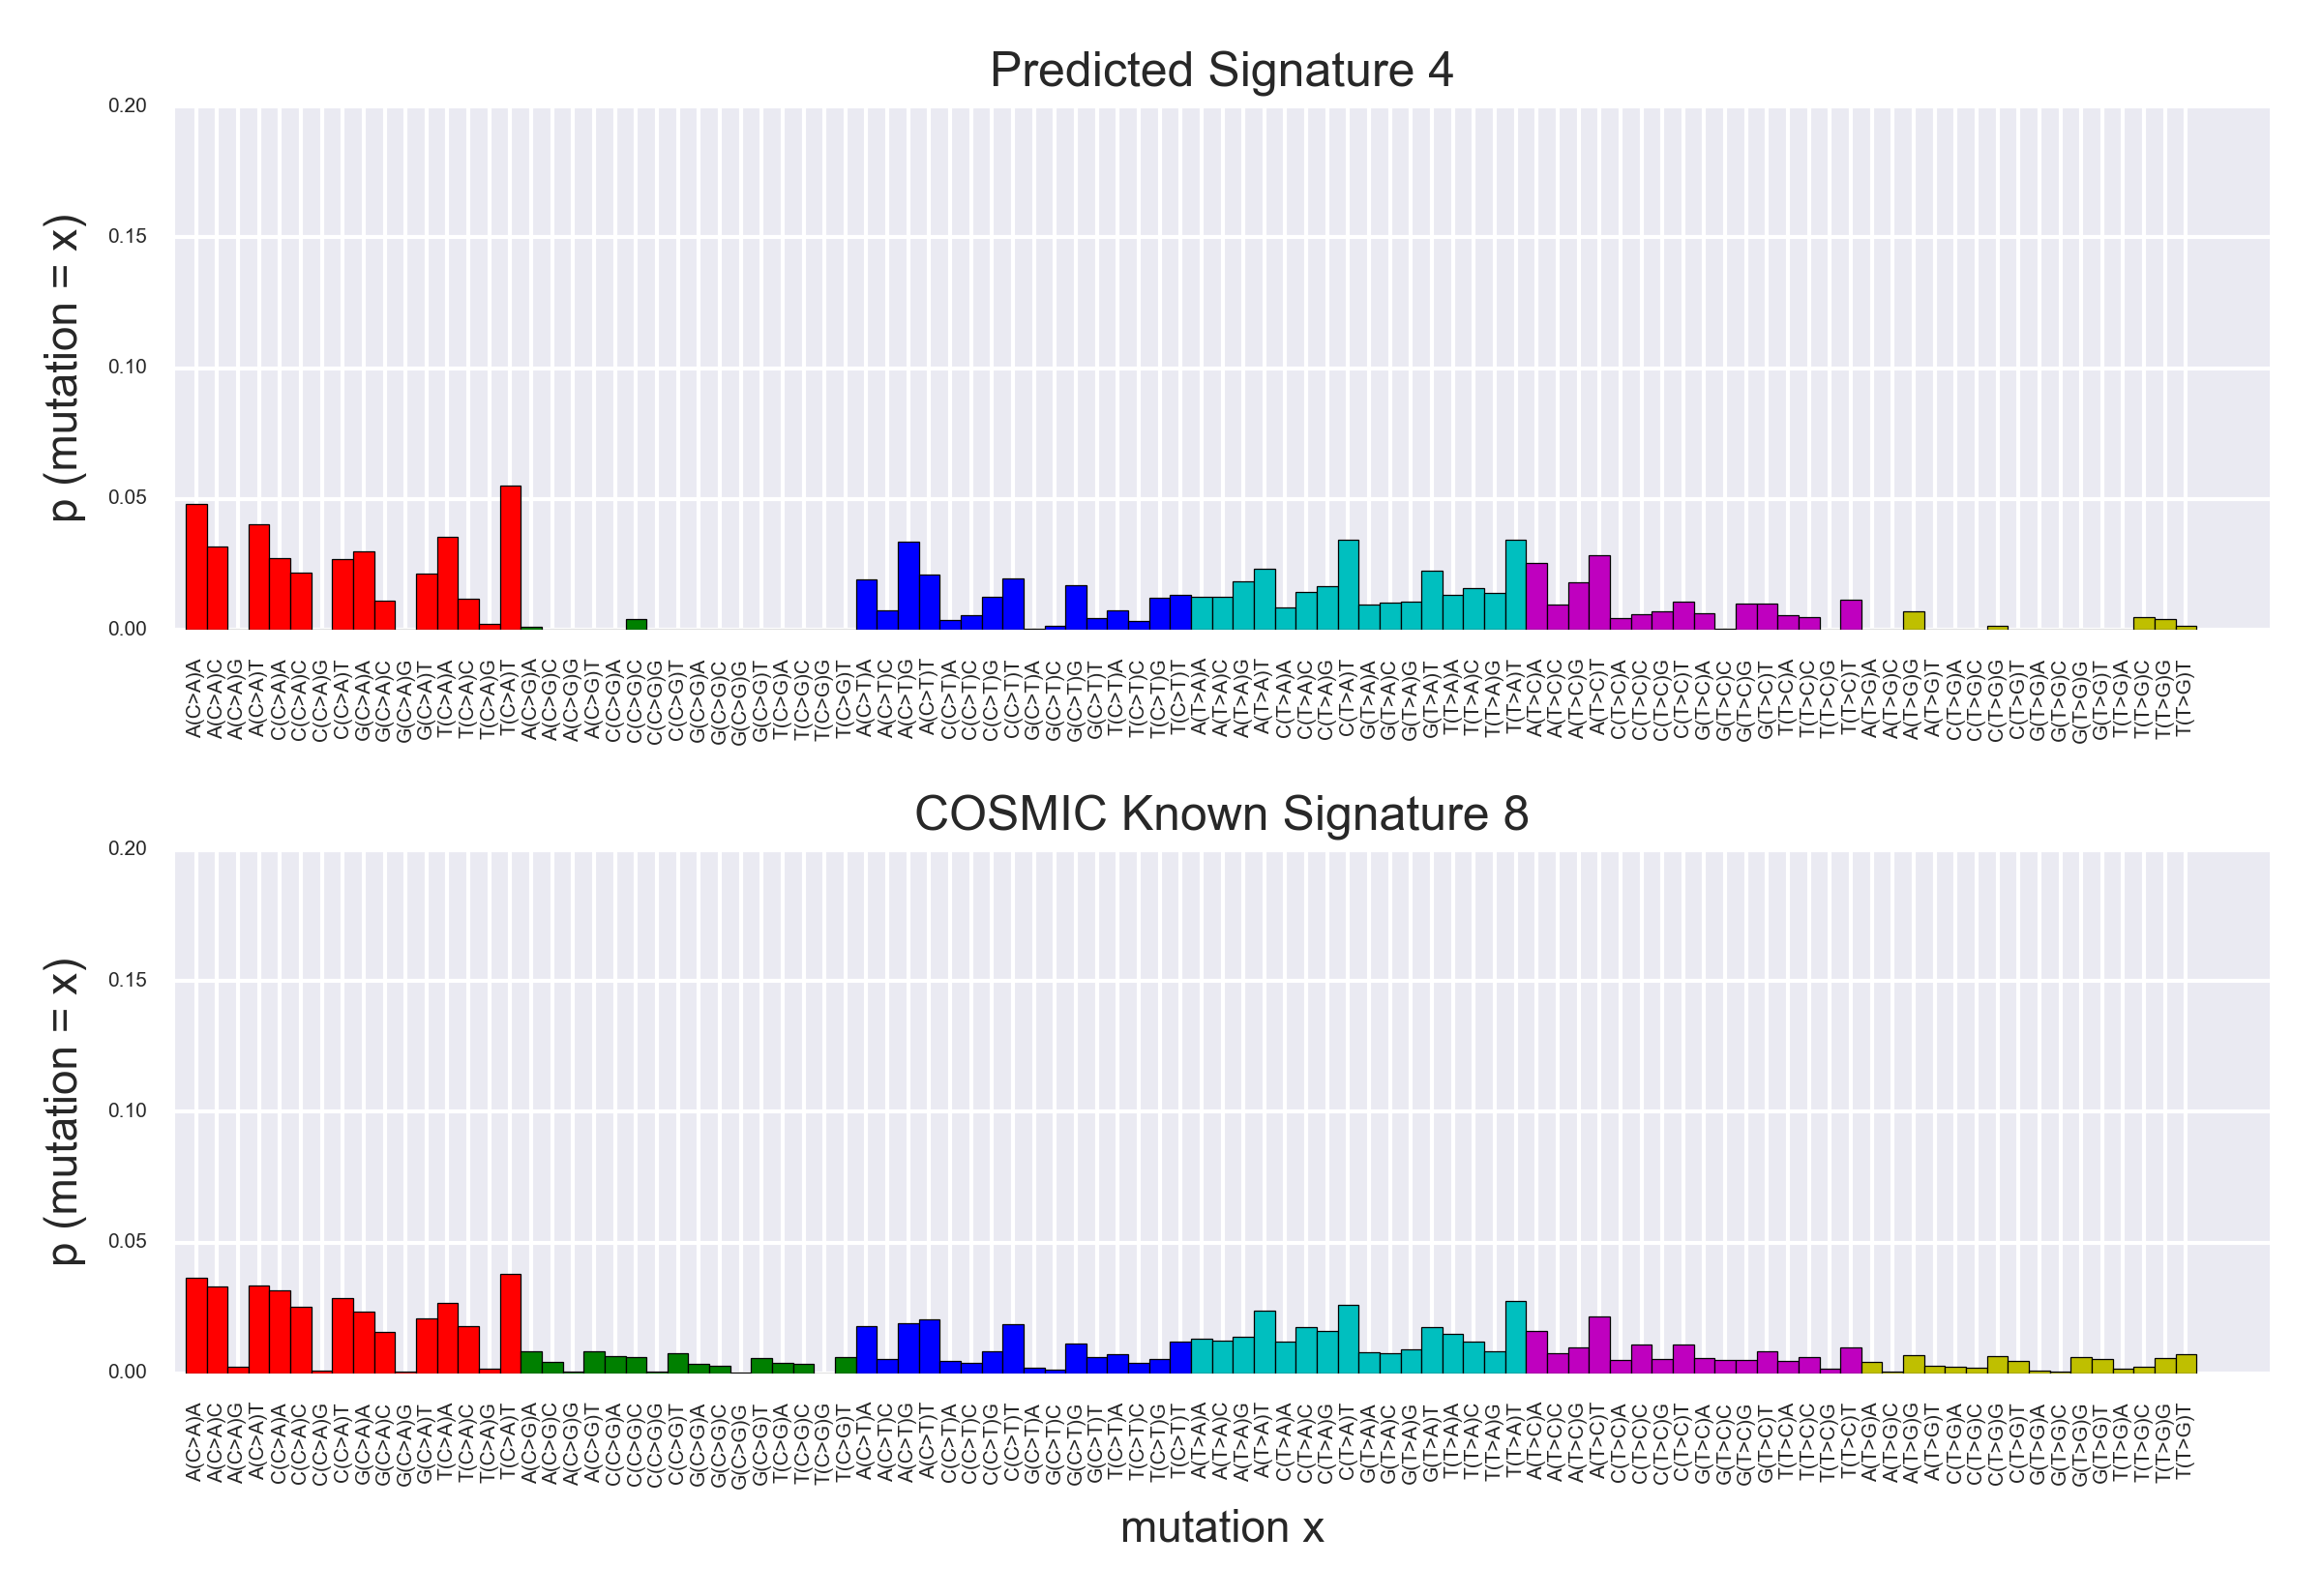 Predicted Signature 4
p (mutation = x)
0.20
0.15
0.10
0.05
0.00
A(C>A)A A(C>A)C A(C>A)G A(C>A)T C(C>A)A C(C>A)C C(C>A)G C(C>A)T G(C>A)A G(C>A)C G(C>A)G G(C>A)T T(C>A)A T(C>A)C T(C>A)G T(C>A)T A(C>G)A A(C>G)C A(C>G)G A(C>G)T C(C>G)A C(C>G)C C(C>G)G C(C>G)T G(C>G)A G(C>G)C G(C>G)G G(C>G)T T(C>G)A T(C>G)C T(C>G)G T(C>G)T A(C>T)A A(C>T)C A(C>T)G A(C>T)T C(C>T)A C(C>T)C C(C>T)G C(C>T)T G(C>T)A G(C>T)C G(C>T)G G(C>T)T T(C>T)A T(C>T)C T(C>T)G T(C>T)T A(T>A)A A(T>A)C A(T>A)G A(T>A)T C(T>A)A C(T>A)C C(T>A)G C(T>A)T G(T>A)A G(T>A)C G(T>A)G G(T>A)T T(T>A)A T(T>A)C T(T>A)G T(T>A)T A(T>C)A A(T>C)C A(T>C)G A(T>C)T C(T>C)A C(T>C)C C(T>C)G C(T>C)T G(T>C)A G(T>C)C G(T>C)G G(T>C)T T(T>C)A T(T>C)C T(T>C)G T(T>C)T A(T>G)A A(T>G)C A(T>G)G A(T>G)T C(T>G)A C(T>G)C C(T>G)G C(T>G)T G(T>G)A G(T>G)C G(T>G)G G(T>G)T T(T>G)A T(T>G)C T(T>G)G T(T>G)T
COSMIC Known Signature 8
p (mutation = x)
0.20
0.15
0.10
0.05
0.00
A(C>A)A A(C>A)C A(C>A)G A(C>A)T C(C>A)A C(C>A)C C(C>A)G C(C>A)T G(C>A)A G(C>A)C G(C>A)G G(C>A)T T(C>A)A T(C>A)C T(C>A)G T(C>A)T A(C>G)A A(C>G)C A(C>G)G A(C>G)T C(C>G)A C(C>G)C C(C>G)G C(C>G)T G(C>G)A G(C>G)C G(C>G)G G(C>G)T T(C>G)A T(C>G)C T(C>G)G T(C>G)T A(C>T)A A(C>T)C A(C>T)G A(C>T)T C(C>T)A C(C>T)C C(C>T)G C(C>T)T G(C>T)A G(C>T)C G(C>T)G G(C>T)T T(C>T)A T(C>T)C T(C>T)G T(C>T)T A(T>A)A A(T>A)C A(T>A)G A(T>A)T C(T>A)A C(T>A)C C(T>A)G C(T>A)T G(T>A)A G(T>A)C G(T>A)G G(T>A)T T(T>A)A T(T>A)C T(T>A)G T(T>A)T A(T>C)A A(T>C)C A(T>C)G A(T>C)T C(T>C)A C(T>C)C C(T>C)G C(T>C)T G(T>C)A G(T>C)C G(T>C)G G(T>C)T T(T>C)A T(T>C)C T(T>C)G T(T>C)T A(T>G)A A(T>G)C A(T>G)G A(T>G)T C(T>G)A C(T>G)C C(T>G)G C(T>G)T G(T>G)A G(T>G)C G(T>G)G G(T>G)T T(T>G)A T(T>G)C T(T>G)G T(T>G)T
mutation x